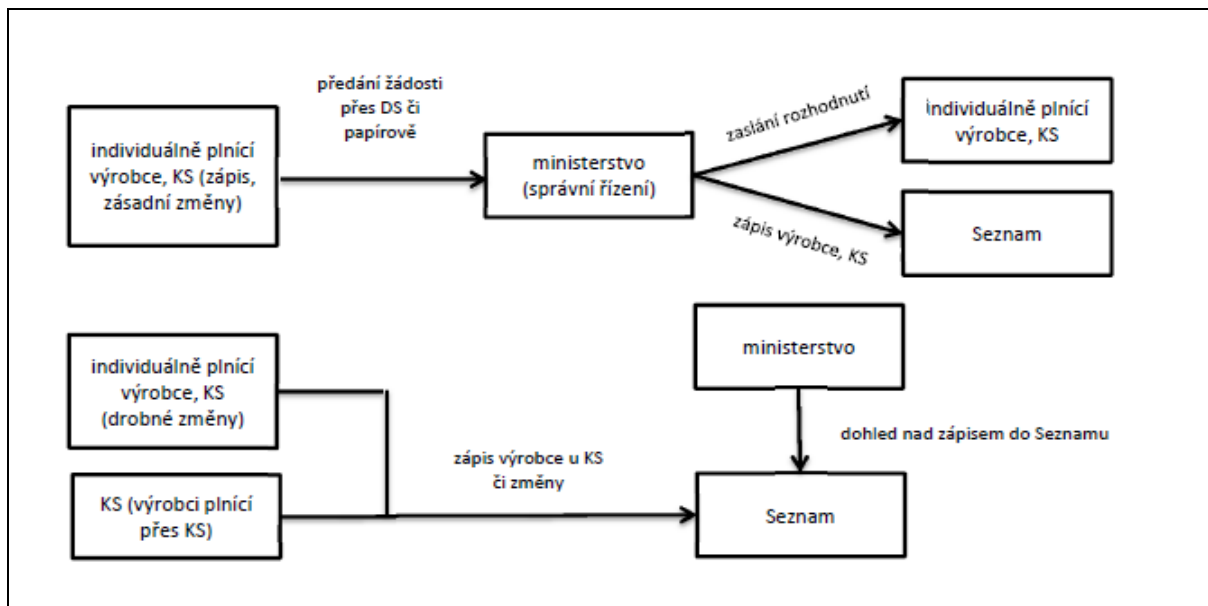 individuálně plnící
výrobce, KS (zápis,
zásadní změny)
předání žádosti
přes DS či
papírově
ministerstvo
(správní řízení)
zaslání rozhodnutí
individuálně plnící
výrobce, KS
zápis výrobce, KS
Seznam
individuálně plnící
výrobce, KS
(drobné změny)
KS (výrobci plnící
přes KS)
zápis výrobce u KS
či změny
ministerstvo
dohled nad zápisem do Seznamu
Seznam